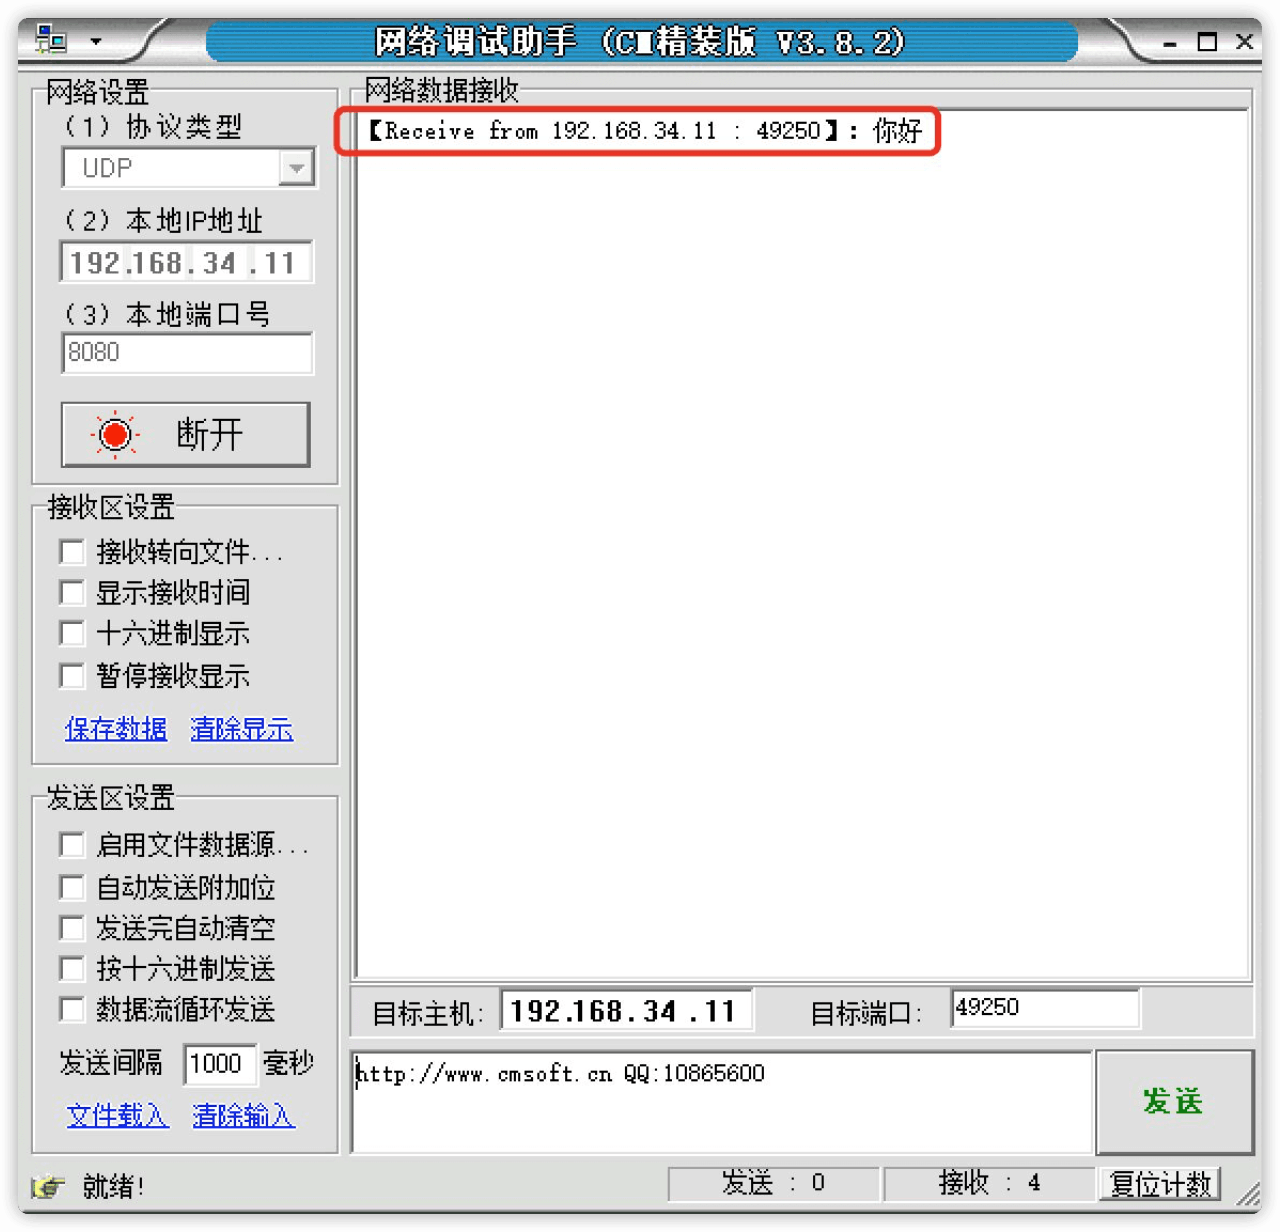 网络调试助手 (CM精装版 V3.8.2)
网络设置
(1) 协议类型
UDP
(2) 本地IP地址
192.168.34.11
(3) 本地端口号
8080
断开
接收区设置
接收转向文件...
显示接收时间
十六进制显示
暂停接收显示
保存数据 清除显示
发送区设置
启用文件数据源...
自动发送附加位
发送完自动清空
按十六进制发送
数据流循环发送
发送间隔 1000 毫秒
文件载入 清除输入
网络数据接收
【Receive from 192.168.34.11 : 49250】: 你好
目标主机: 192.168.34.11 目标端口: 49250
http://www.cmsoft.cn QQ:10865600
发送
就绪! 发送 : 0 接收 : 4 复位计数